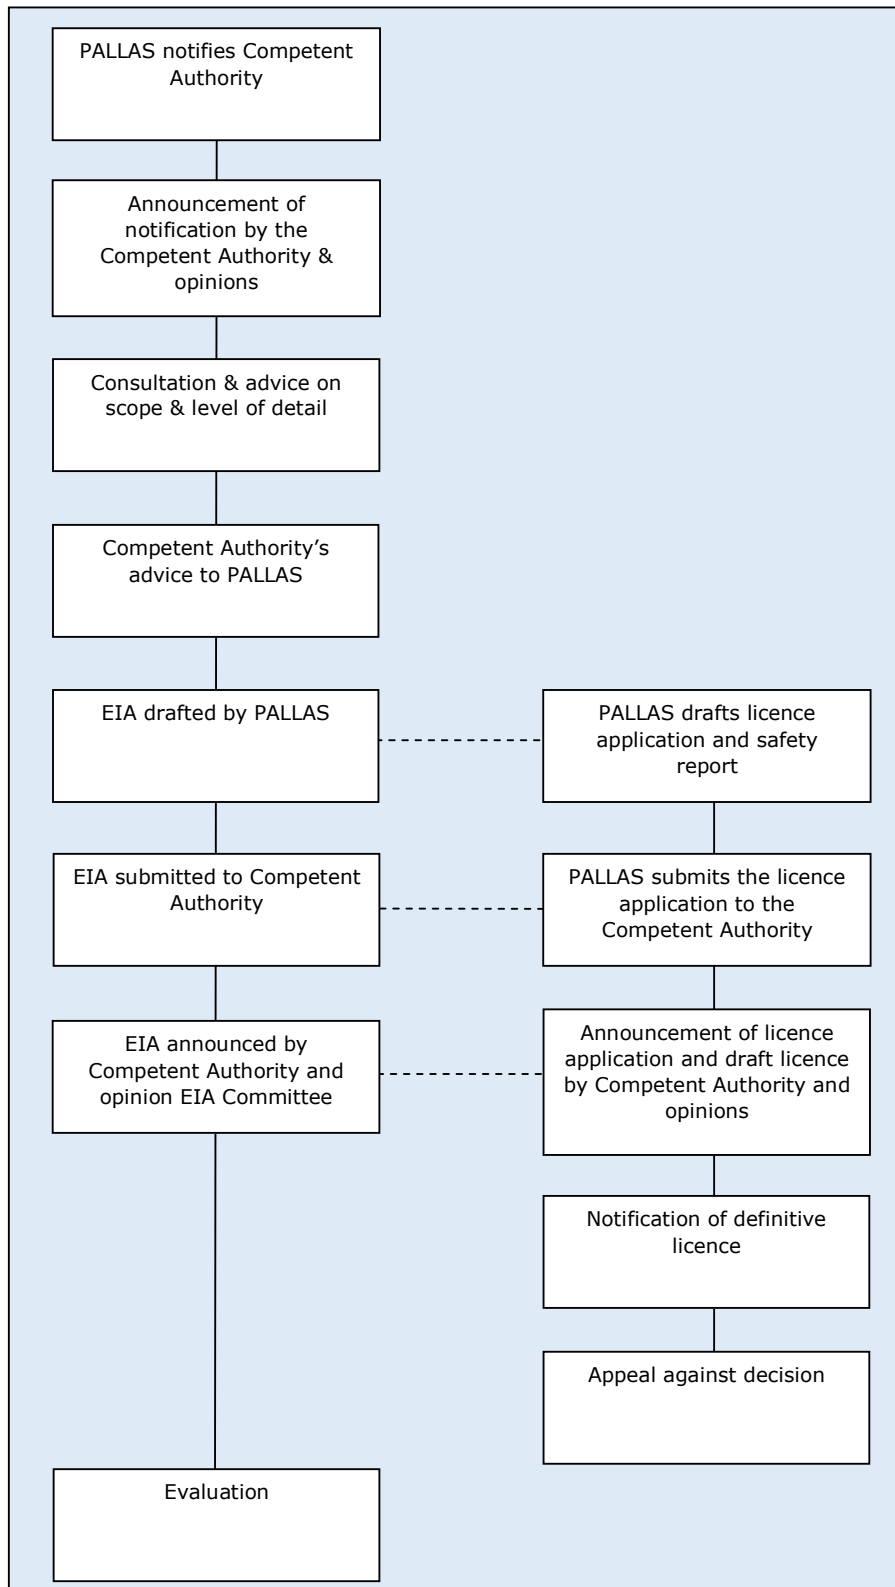 PALLAS notifies Competent
Authority
Announcement of
notification by the
Competent Authority &
opinions
Consultation & advice on
scope & level of detail
Competent Authority’s
advice to PALLAS
EIA drafted by PALLAS
PALLAS drafts licence
application and safety
report
EIA submitted to Competent
Authority
PALLAS submits the licence
application to the
Competent Authority
EIA announced by
Competent Authority and
opinion EIA Committee
Announcement of licence
application and draft licence
by Competent Authority and
opinions
Notification of definitive
licence
Appeal against decision
Evaluation